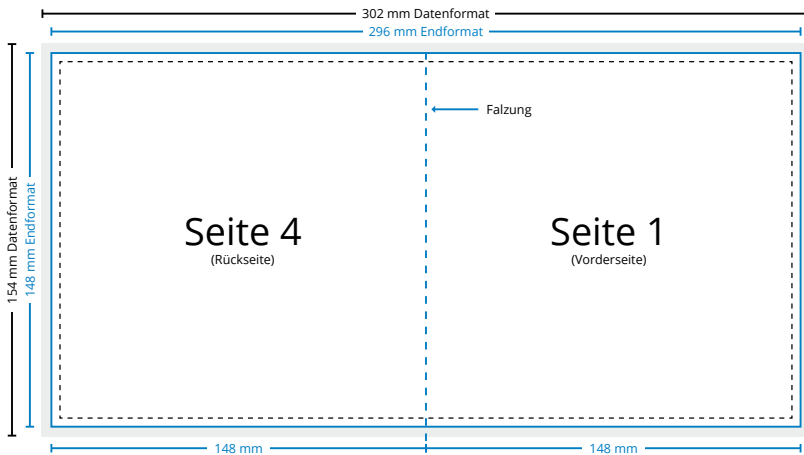 302 mm Datenformat
296 mm Endformat
Falzung
154 mm Datenformat
148 mm Endformat
Seite 4
(Rückseite)
Seite 1
(Vorderseite)
148 mm
148 mm